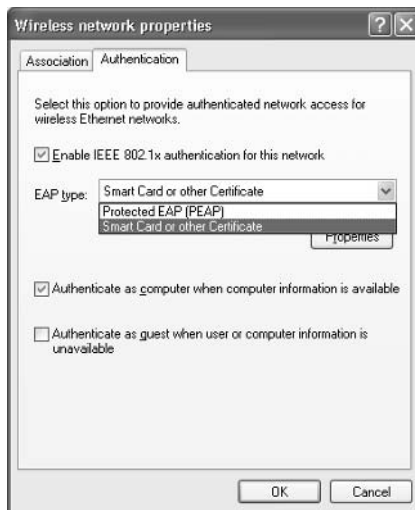 Wireless network properties
Association
Authentication
Select this option to provide authenticated network access for
wireless Ethernet networks.
Enable IEEE 802.1x authentication for this network
EAP type:
Smart Card or other Certificate
Protected EAP (PEAP)
Smart Card or other Certificate
Properties
Authenticate as computer when computer information is available
Authenticate as guest when user or computer information is
unavailable
OK
Cancel